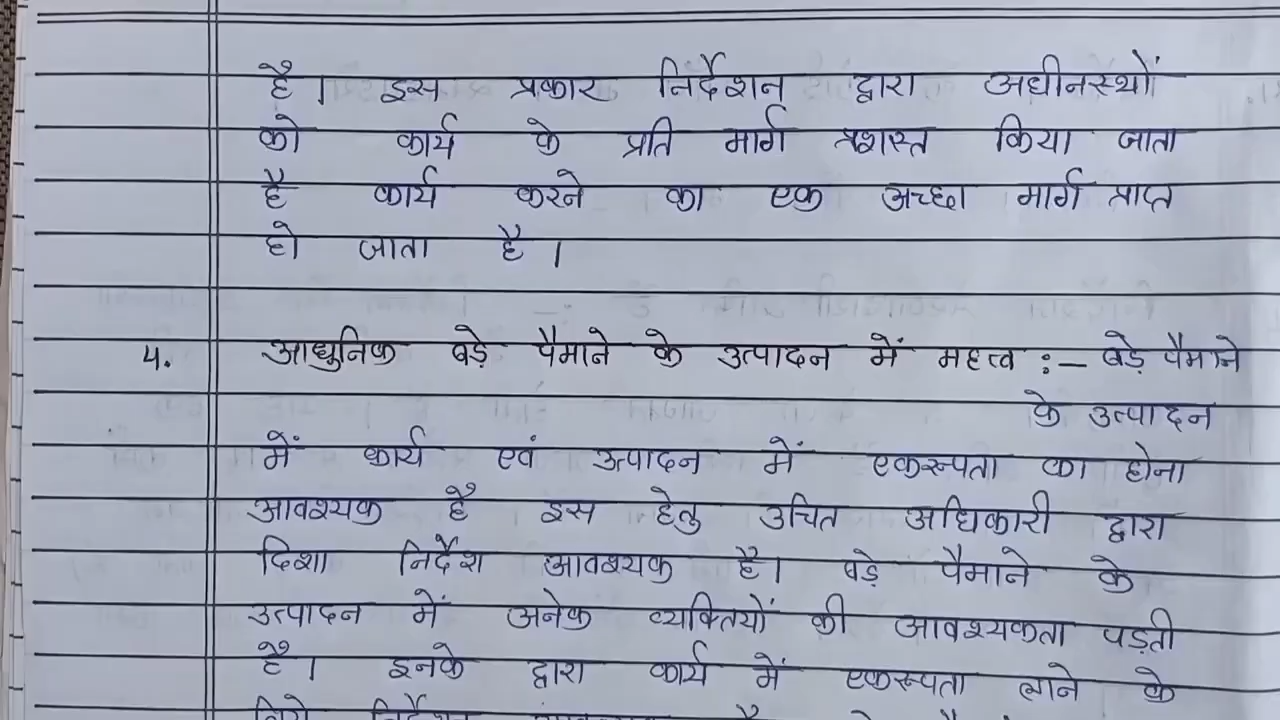 है। इस प्रकार निर्देशन द्वारा अधीनस्थों
को कार्य के प्रति मार्ग प्रशस्त किया जाता
है कार्य करने का एक अच्छा मार्ग प्राप्त
हो जाता है।
4. आधुनिक बड़े पैमाने के उत्पादन में महत्व :- बड़े पैमाने
के उत्पादन
में कार्य एवं उत्पादन में एकरूपता का होना
आवश्यक है इस हेतु उचित अधिकारी द्वारा
दिशा निर्देश आवश्यक है। बड़े पैमाने के
उत्पादन में अनेक व्यक्तियों की आवश्यकता पड़ती
है। इनके द्वारा कार्य में एकरूपता लाने के